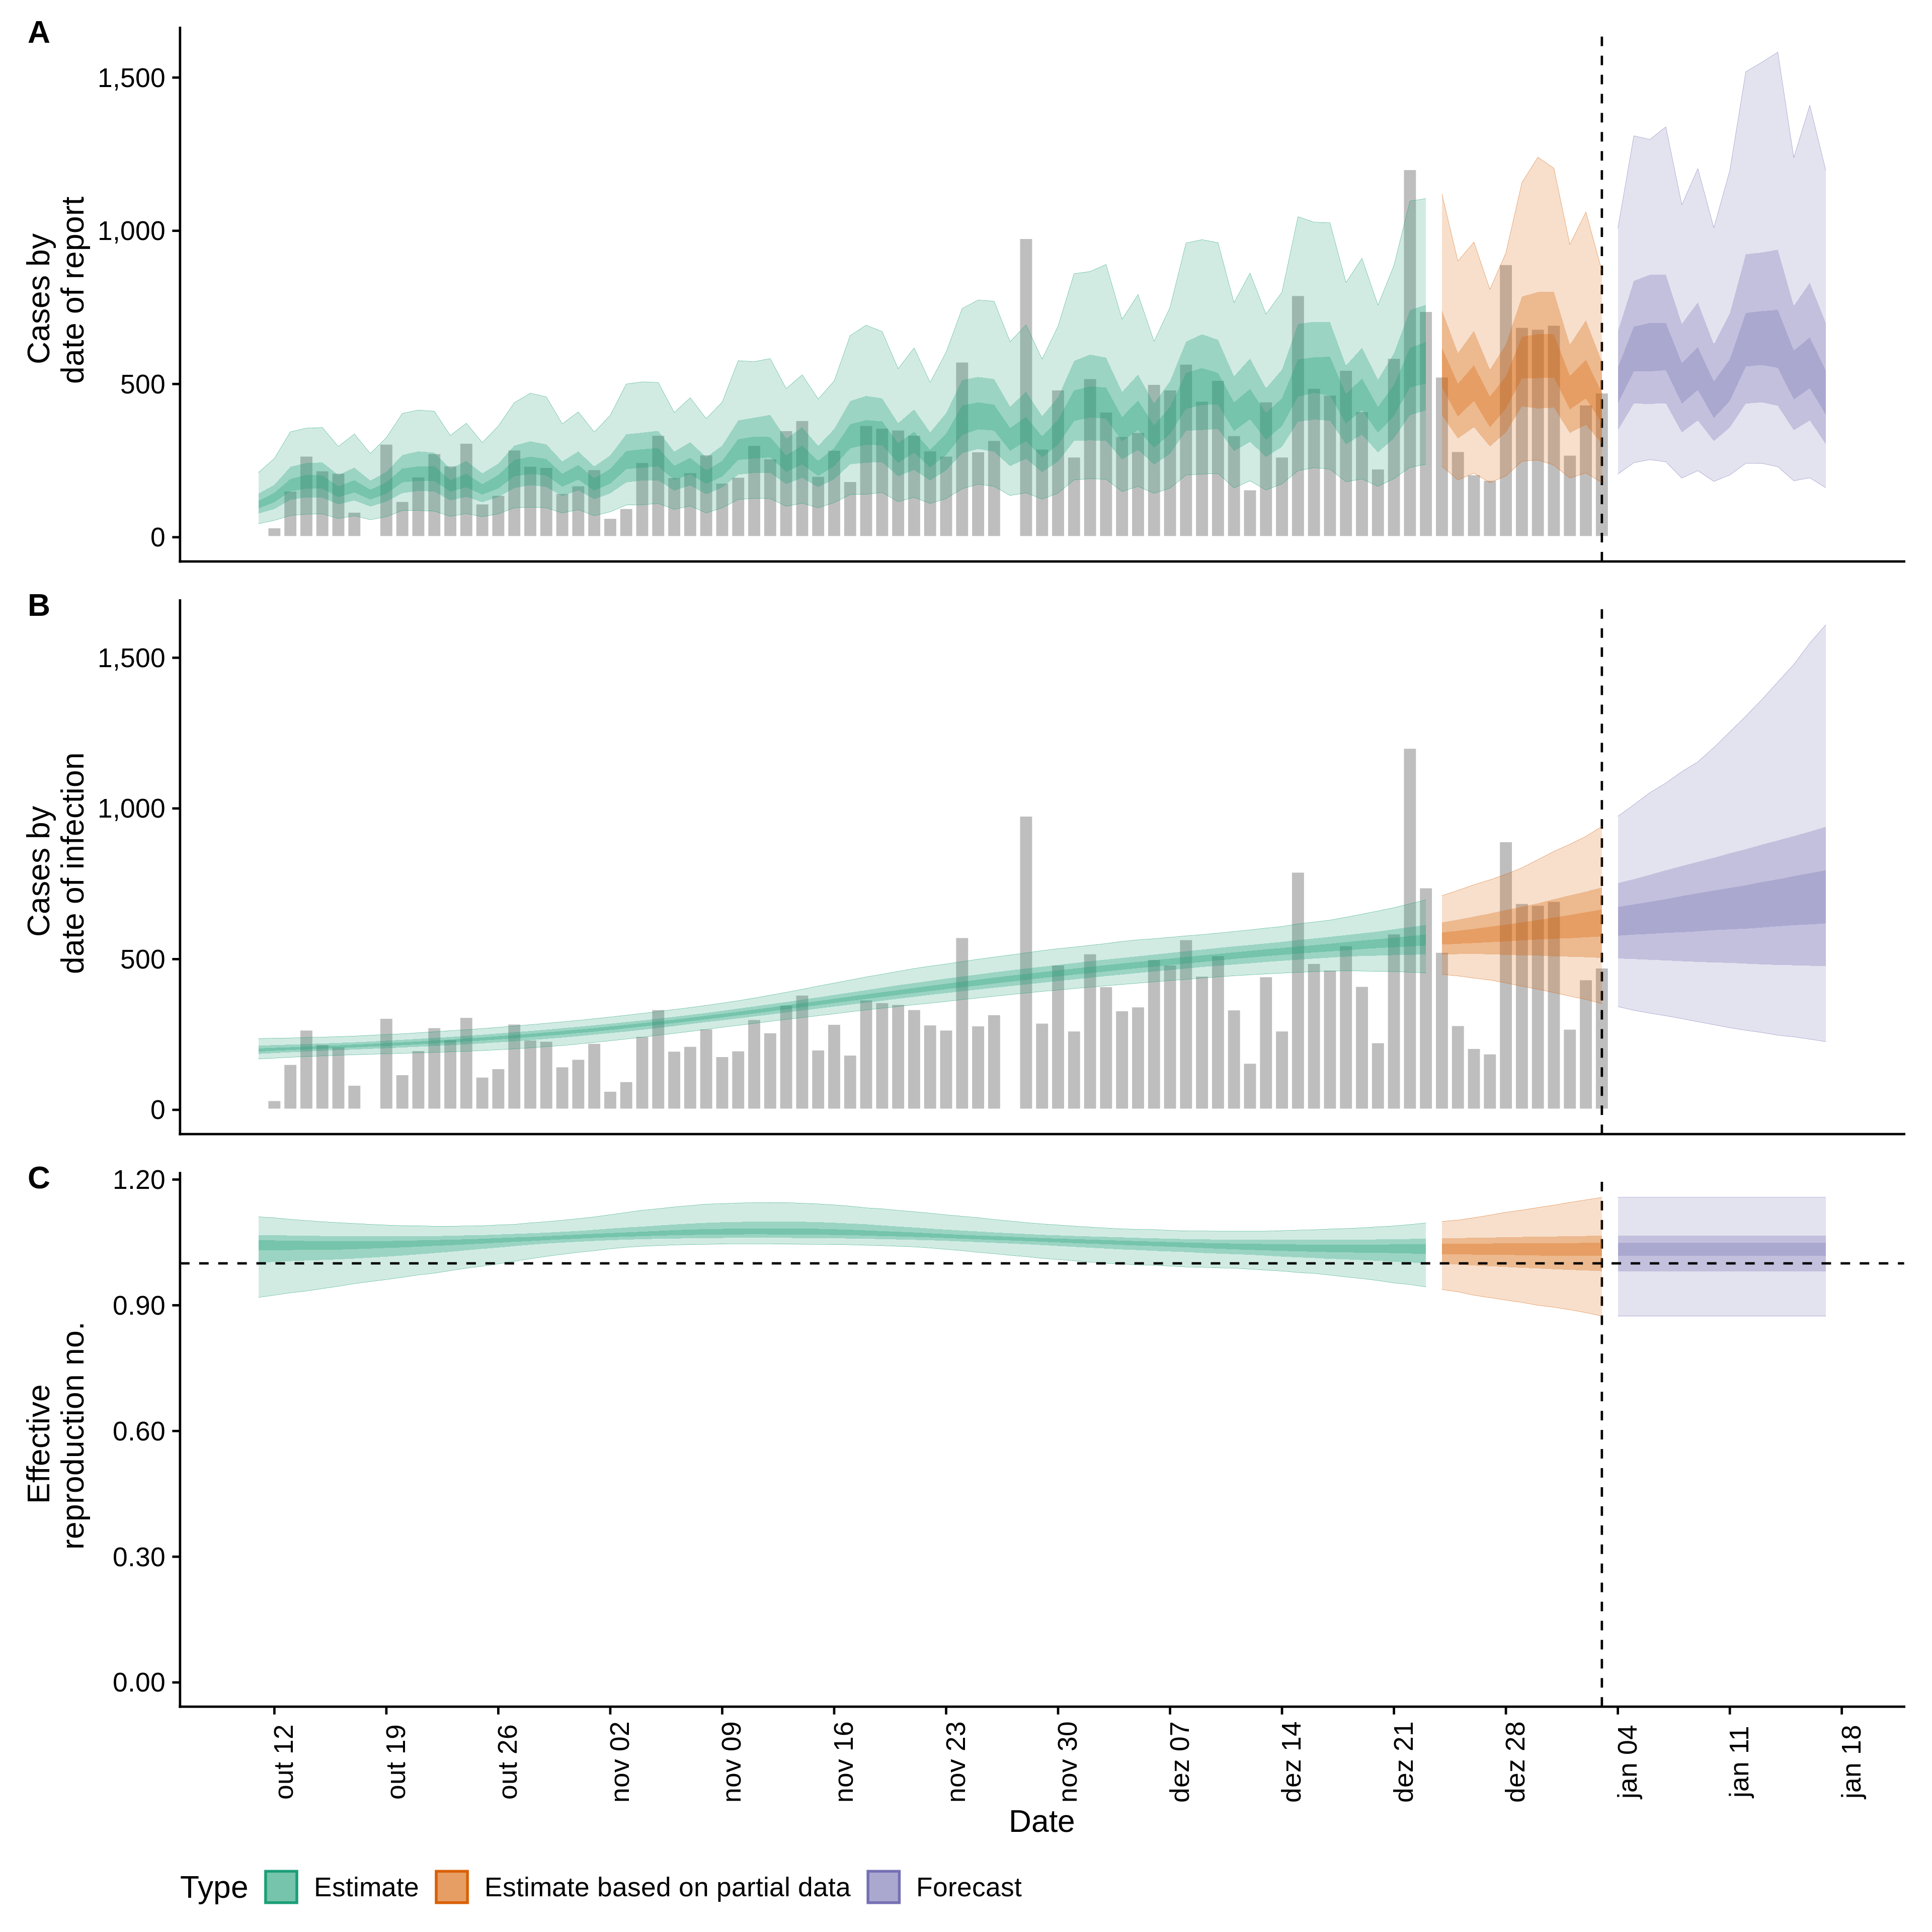 A
1,500
1,000
500
0
Cases by
date of report
B
1,500
1,000
500
0
Cases by
date of infection
C
1.20
0.90
0.60
0.30
0.00
Effective
reproduction no.
out 12
out 19
out 26
nov 02
nov 09
nov 16
nov 23
nov 30
dez 07
dez 14
dez 21
dez 28
jan 04
jan 11
jan 18
Date
Type Estimate Estimate based on partial data Forecast